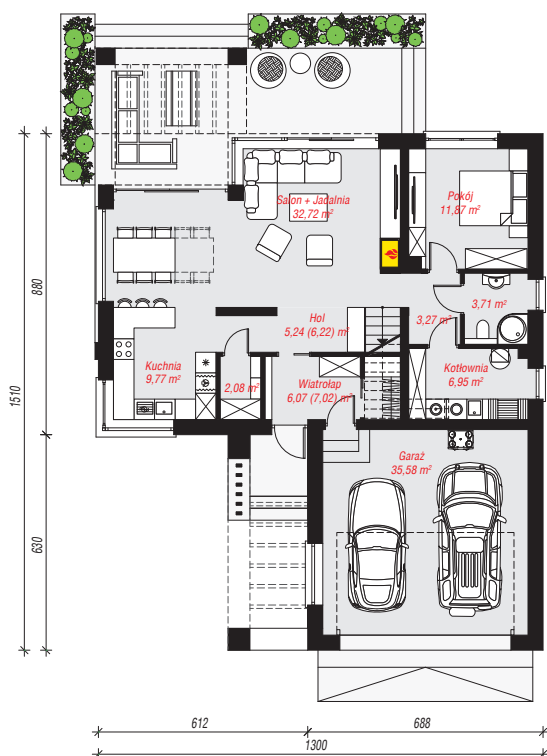 Salon + Jadalnia
32,72 m²
Pokój
11,87 m²
3,71 m²
3,27 m²
Hol
5,24 (6,22) m²
Kuchnia
9,77 m²
2,08 m²
Wiatrołap
6,07 (7,02) m²
Kotłownia
6,95 m²
Garaż
35,58 m²
880
1510
630
612
688
1300